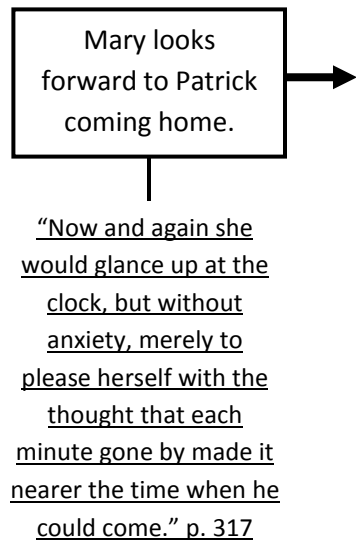 Mary looks
forward to Patrick
coming home.
“Now and again she
would glance up at the
clock, but without
anxiety, merely to
please herself with the
thought that each
minute gone by made it
nearer the time when he
could come.” p. 317